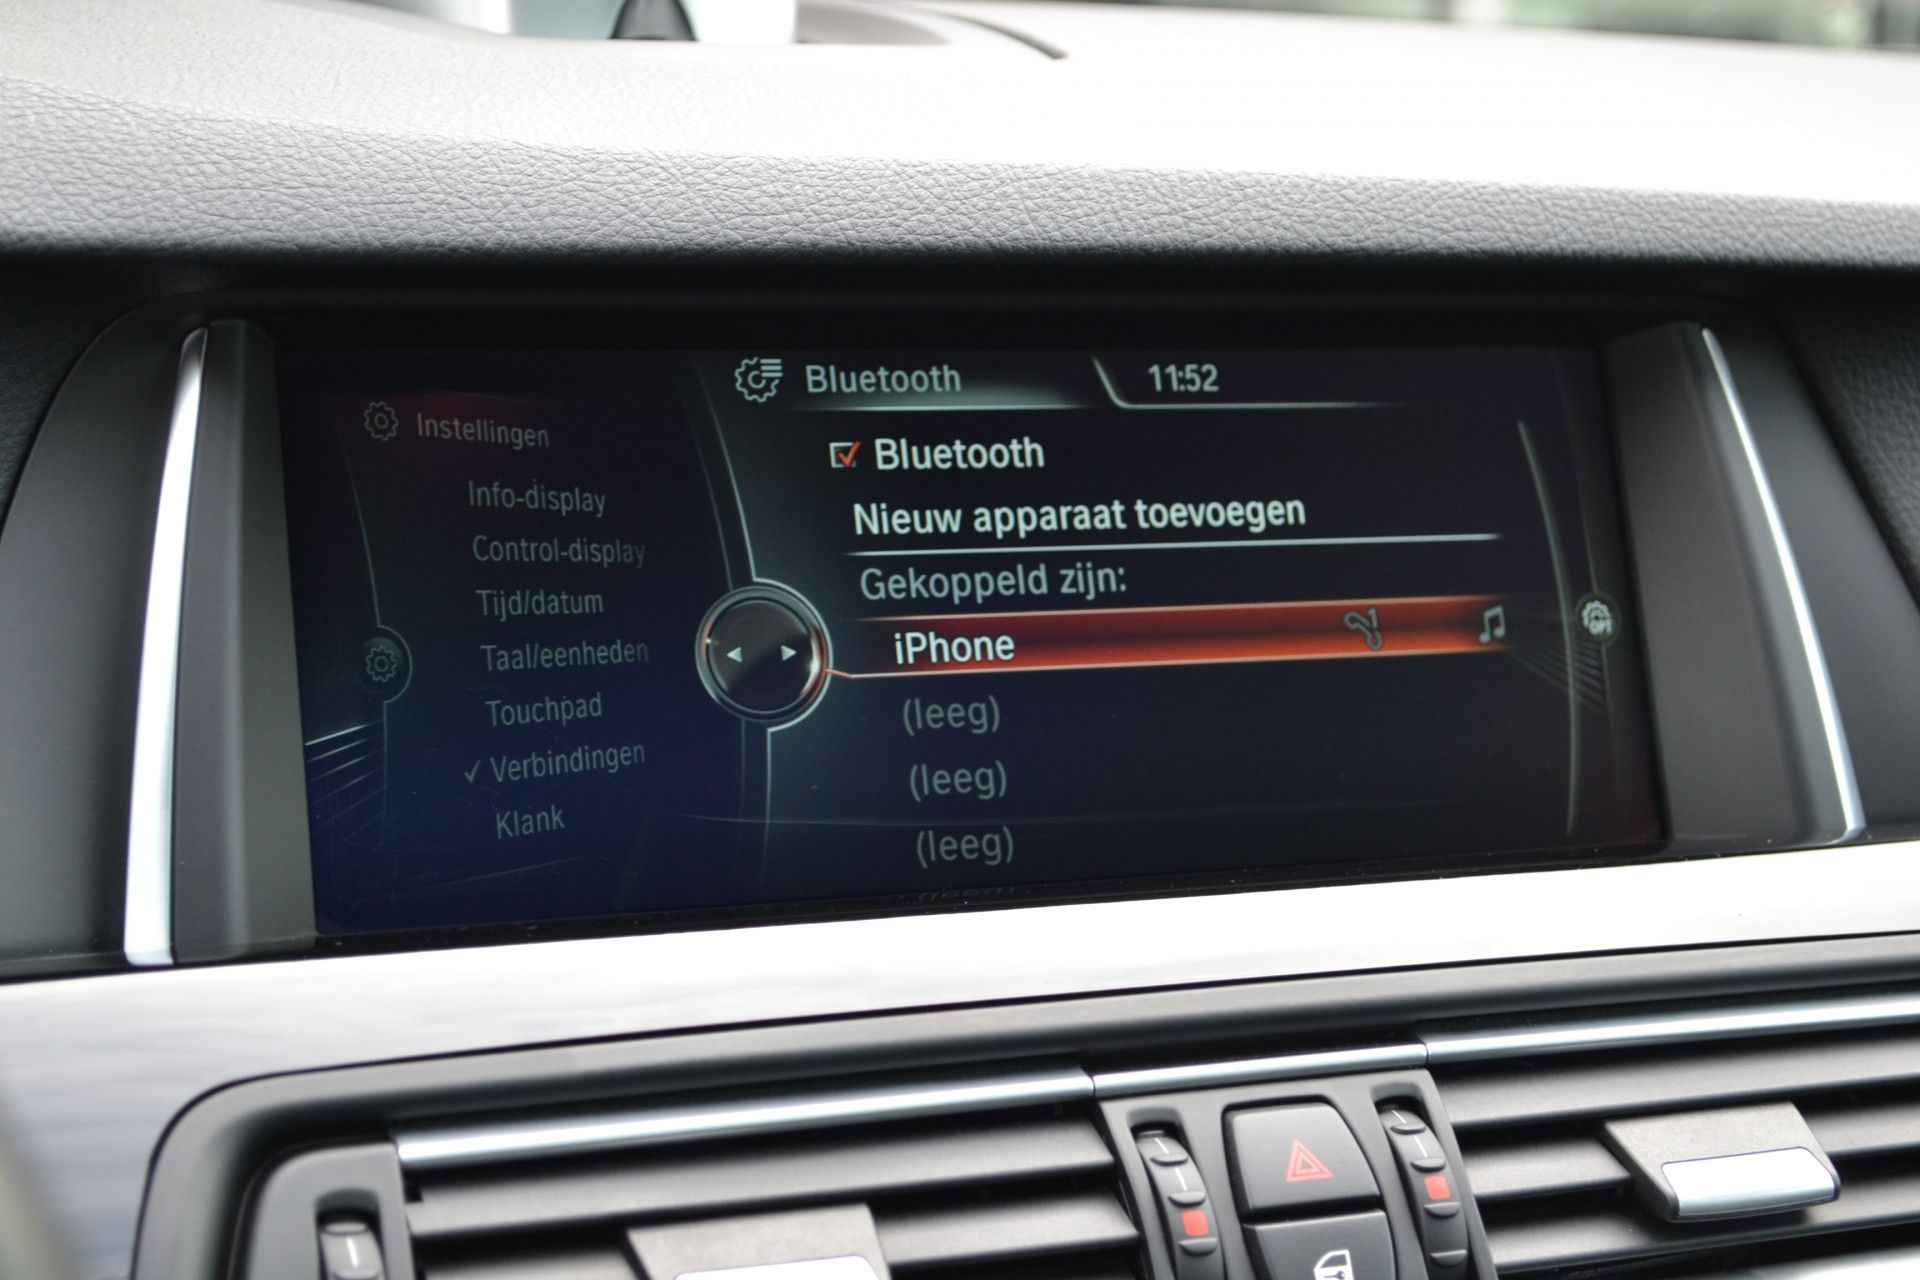 Bluetooth 11:52
Instellingen
Info-display
Control-display
Tijd/datum
Taal/eenheden
Touchpad
✓ Verbindingen
Klank
Bluetooth
Nieuw apparaat toevoegen
Gekoppeld zijn:
iPhone
(leeg)
(leeg)
(leeg)
OPT